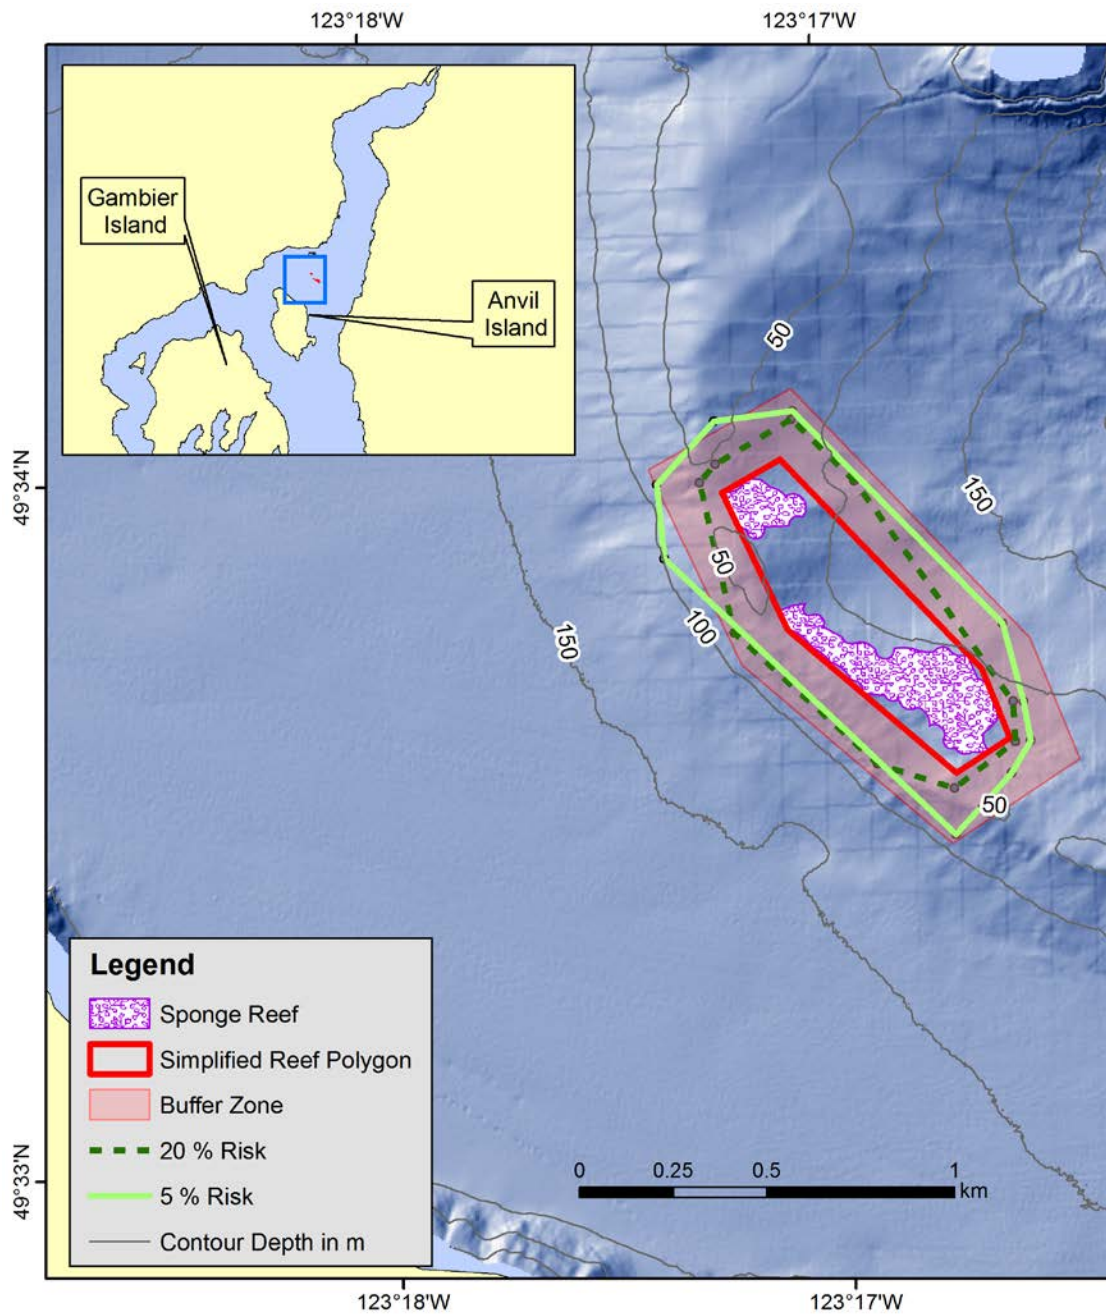 123°18'W
123°17'W
Gambier
Island
Anvil
Island
50
49°34'N
150
50
100
150
50
Legend
Sponge Reef
Simplified Reef Polygon
Buffer Zone
20 % Risk
5 % Risk
Contour Depth in m
0
0.25
0.5
1
km
49°33'N
123°18'W
123°17'W